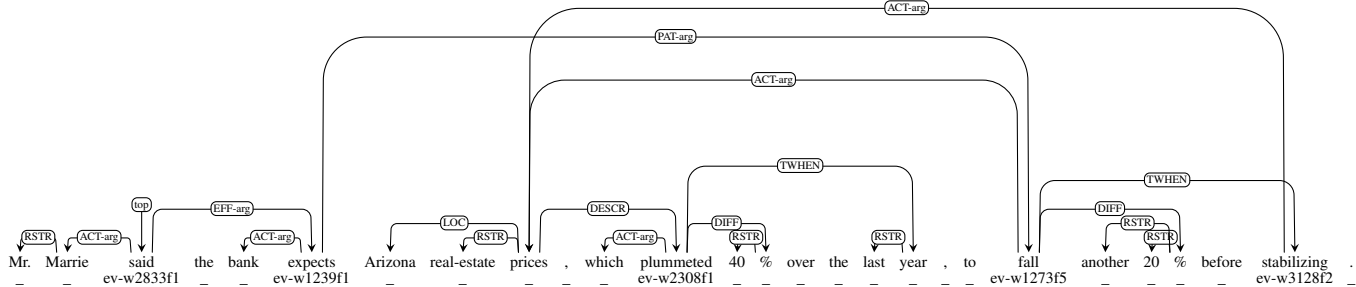 ACT-arg
PAT-arg
ACT-arg
TWHEN
TWHEN
top EFF-arg DESCR DIFF
LOC DIFF RSTR
RSTR ACT-arg ACT-arg RSTR ACT-arg RSTR RSTR RSTR
Mr. Marrie said the bank expects Arizona real-estate prices , which plummeted 40 % over the last year , to fall another 20 % before stabilizing .
_ _ ev-w2833f1 _ _ ev-w1239f1 _ _ _ _ _ ev-w2308f1 _ _ _ _ _ _ _ _ ev-w1273f5 _ _ _ _ ev-w3128f2 _